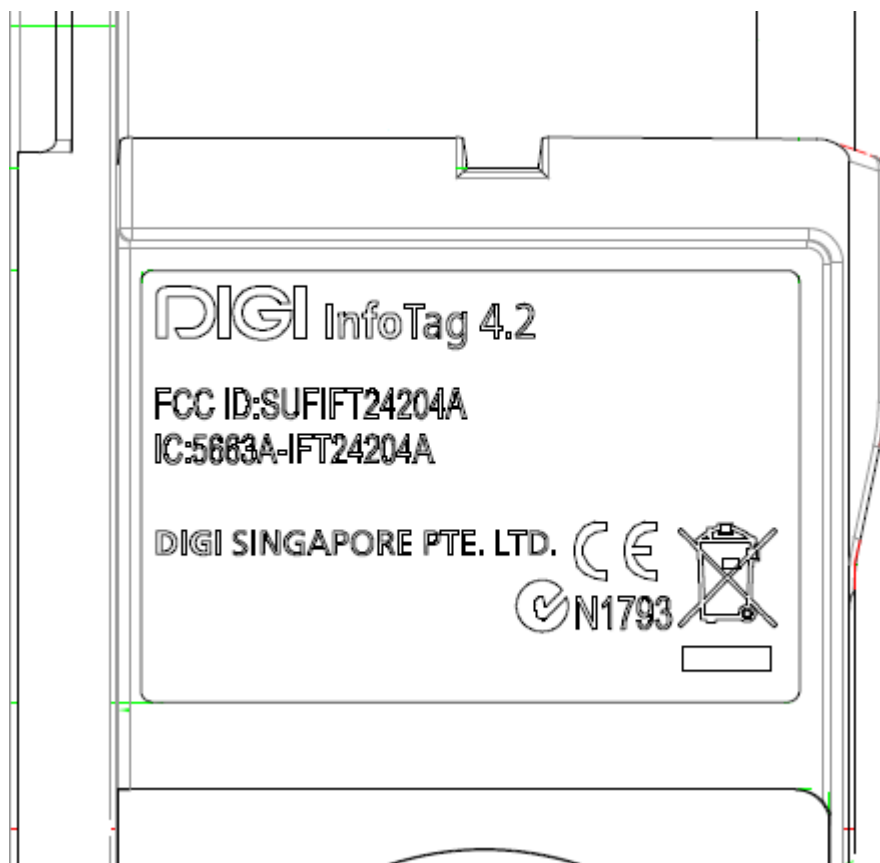 DIGI InfoTag 4.2
FCC ID:SUFIFT24204A
IC:5663A-IFT24204A
DIGI SINGAPORE PTE. LTD. CE
N1793